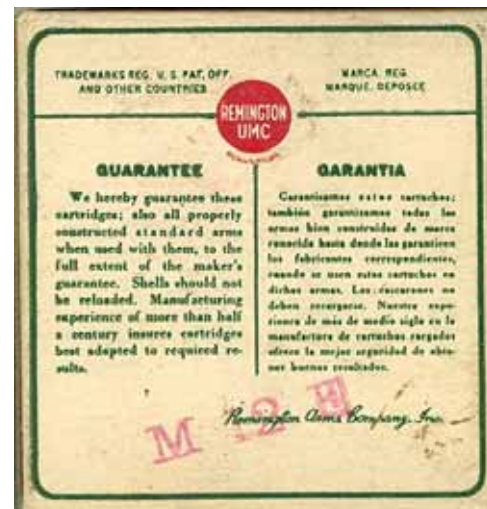 TRADEMARKS REG. U. S. PAT. OFF.
AND OTHER COUNTRIES
MARCA. REG.
MARQUE. DEPOSCE
REMINGTON
UMC
GUARANTEE
We hereby guarantee these
cartridges; also all properly
constructed standard arms
when used with them, to the
full extent of the maker's
guarantee. Shells should not
be reloaded. Manufacturing
experience of more than half
a century insures cartridges
best adapted to required re-
sults.
GARANTIA
Garantisamos estos cartuchos;
también garantizamos todas las
armas bien construidas de marca
conocida hasta donde las garanticen
los fabricantes correspondientes,
cuando se usen estos cartuchos en
dichas armas. Los cascarones no
deben recargarse. Nuestra expe-
riencia de más de medio siglo en la
manufactura de cartuchos cargados
ofrece la mejor seguridad de obte-
ner buenos resultados.
Remington Arms Company, Inc.
M 2